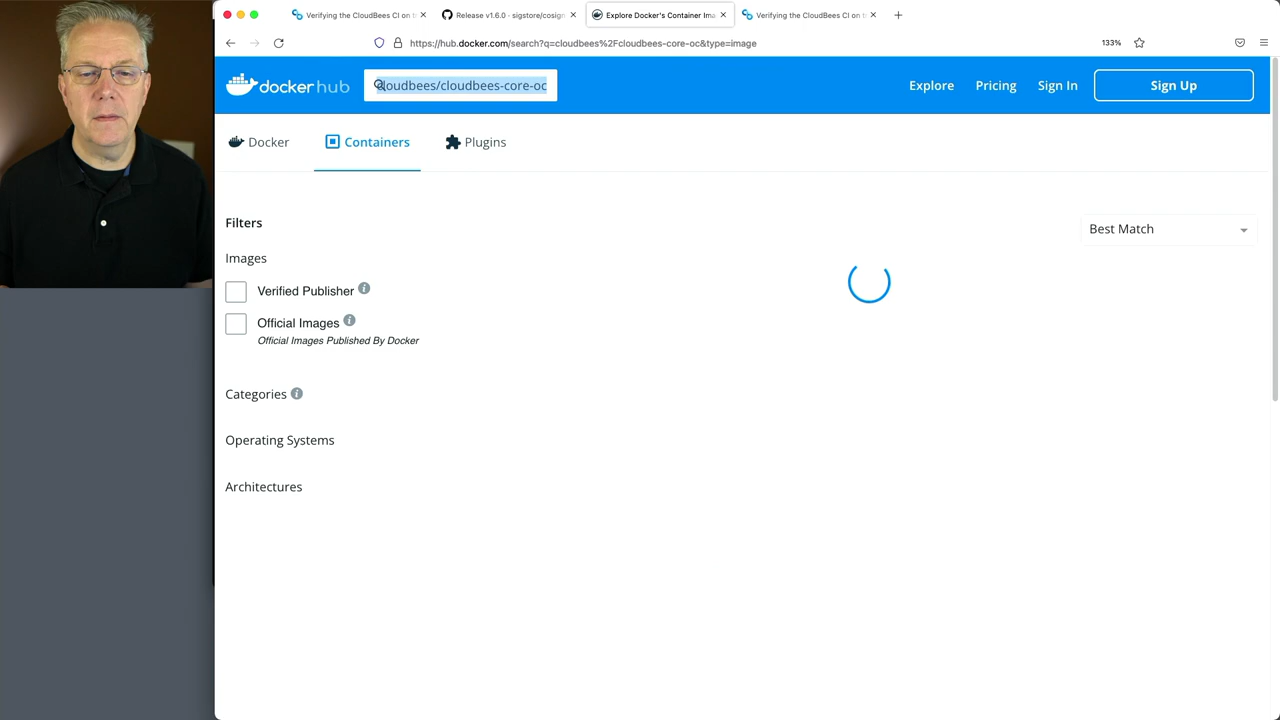 Verifying the CloudBees CI on t
Release v1.6.0 · sigstore/cosign
Explore Docker's Container Ima
Verifying the CloudBees CI on t
https://hub.docker.com/search?q=cloudbees%2Fcloudbees-core-oc&type=image
133%
docker hub
cloudbees/cloudbees-core-oc
Explore
Pricing
Sign In
Sign Up
Docker
Containers
Plugins
Filters
Best Match
Images
Verified Publisher
Official Images
Official Images Published By Docker
Categories
Operating Systems
Architectures